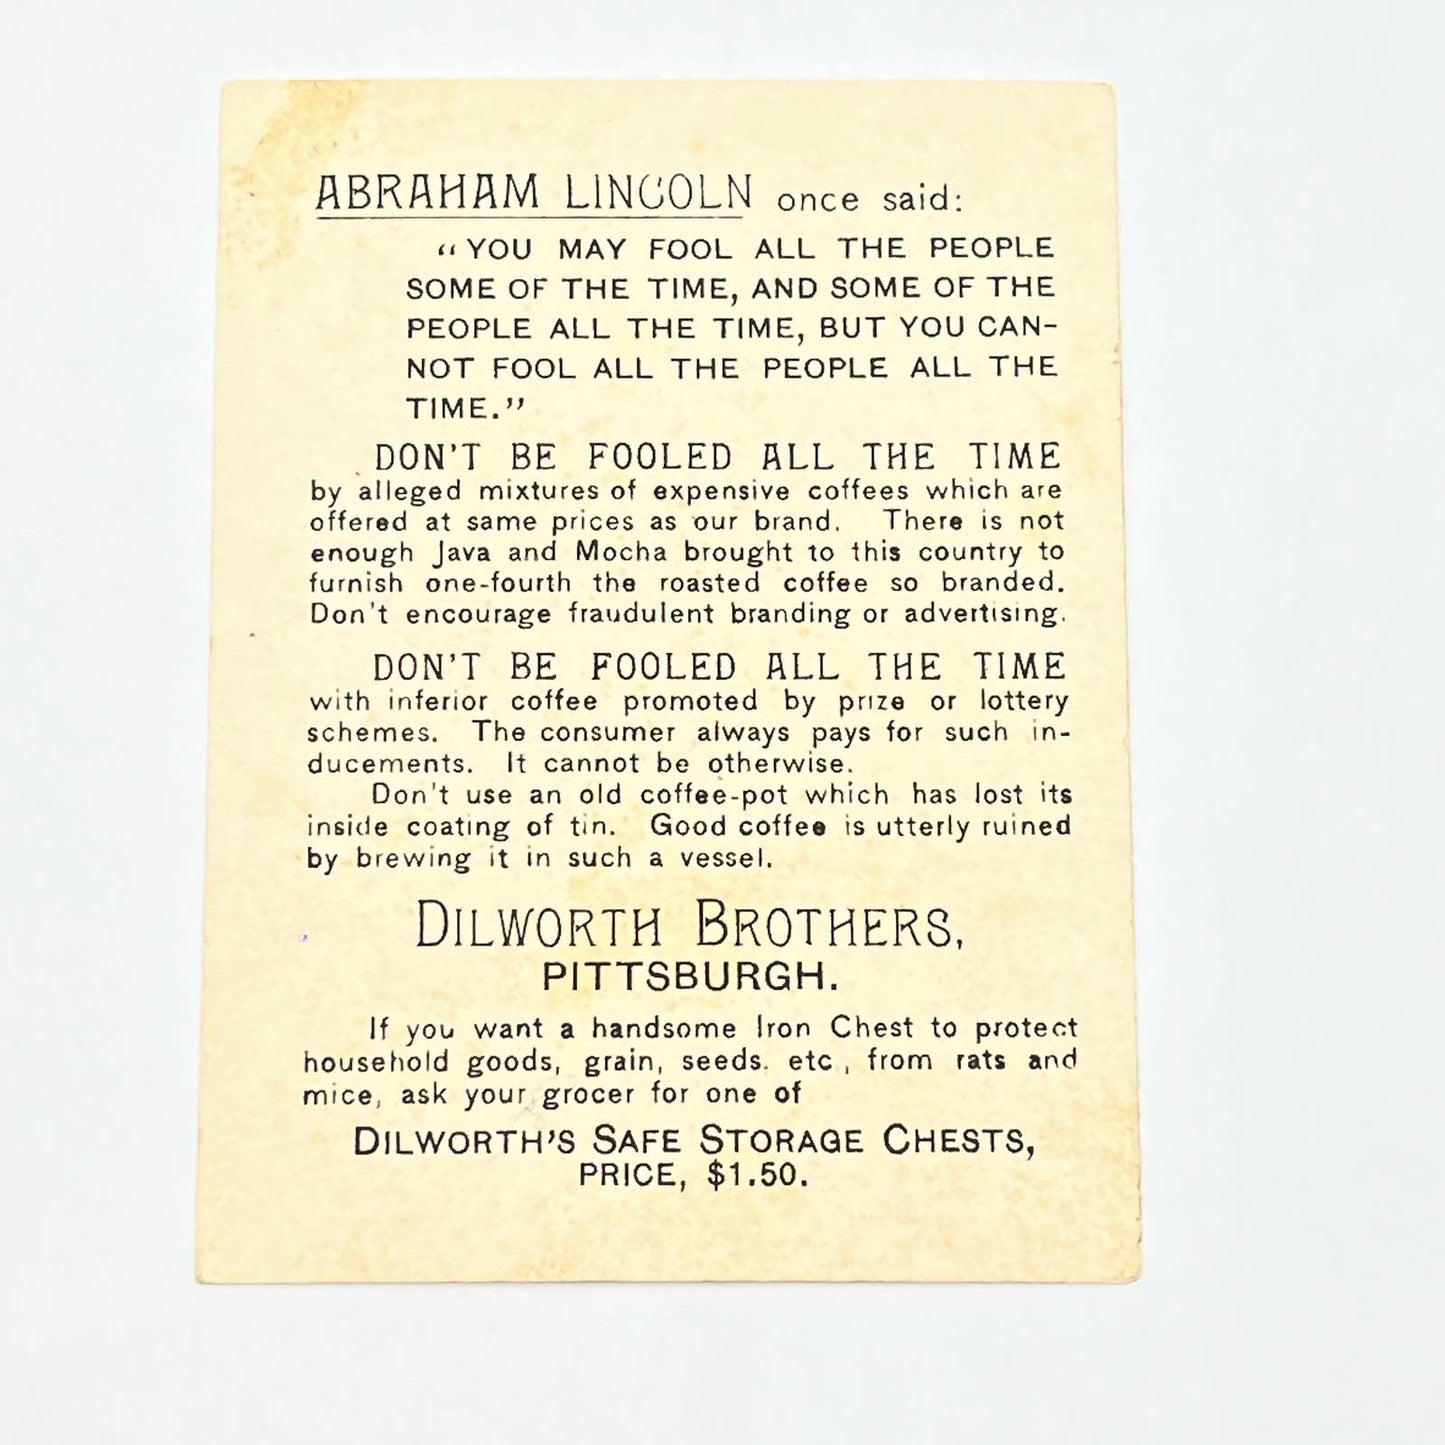 ABRAHAM LINCOLN once said:
“YOU MAY FOOL ALL THE PEOPLE
SOME OF THE TIME, AND SOME OF THE
PEOPLE ALL THE TIME, BUT YOU CAN-
NOT FOOL ALL THE PEOPLE ALL THE
TIME.”
DON'T BE FOOLED ALL THE TIME
by alleged mixtures of expensive coffees which are
offered at same prices as our brand. There is not
enough Java and Mocha brought to this country to
furnish one-fourth the roasted coffee so branded.
Don't encourage fraudulent branding or advertising.
DON'T BE FOOLED ALL THE TIME
with inferior coffee promoted by prize or lottery
schemes. The consumer always pays for such in-
ducements. It cannot be otherwise.
Don't use an old coffee-pot which has lost its
inside coating of tin. Good coffee is utterly ruined
by brewing it in such a vessel.
DILWORTH BROTHERS,
PITTSBURGH.
If you want a handsome Iron Chest to protect
household goods, grain, seeds. etc., from rats and
mice, ask your grocer for one of
DILWORTH'S SAFE STORAGE CHESTS,
PRICE, $1.50.